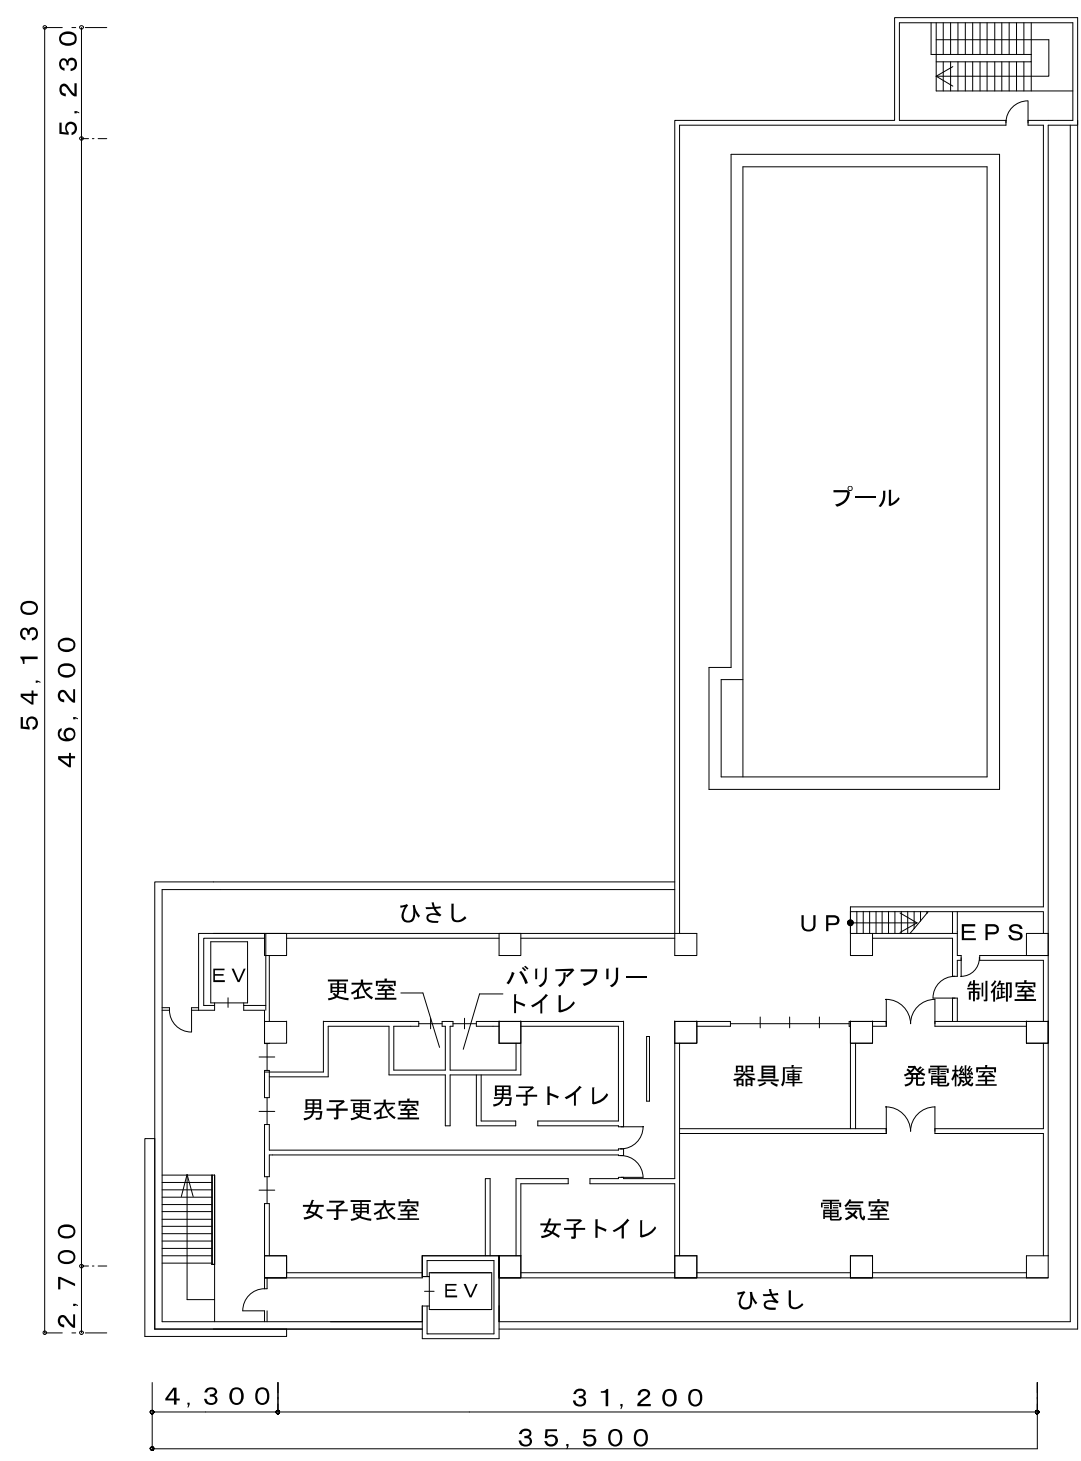 5,230
プール
54,130
46,200
ひさし
UP
EPS
EV
更衣室
バリアフリー
トイレ
制御室
器具庫
発電機室
男子更衣室
男子トイレ
女子更衣室
女子トイレ
電気室
2,700
EV
ひさし
4,300
31,200
35,500